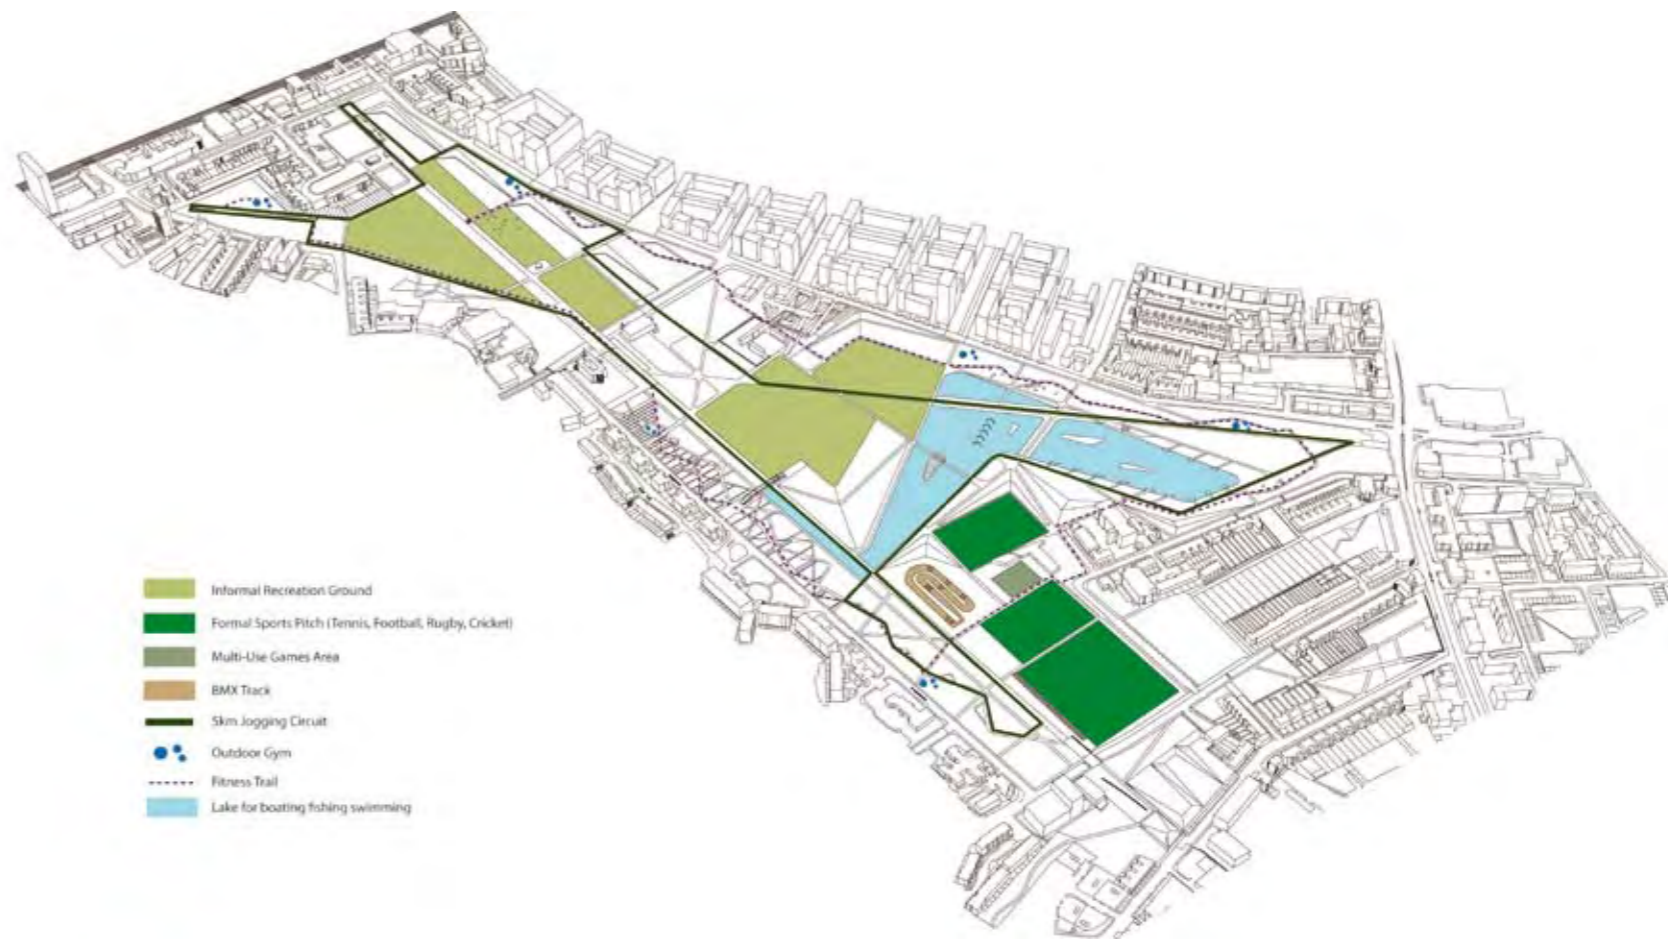 Informal Recreation Ground
Formal Sports Pitch (Tennis, Football, Rugby, Cricket)
Multi-Use Games Area
BMX Track
5km Jogging Circuit
Outdoor Gym
Fitness Trail
Lake for boating fishing swimming